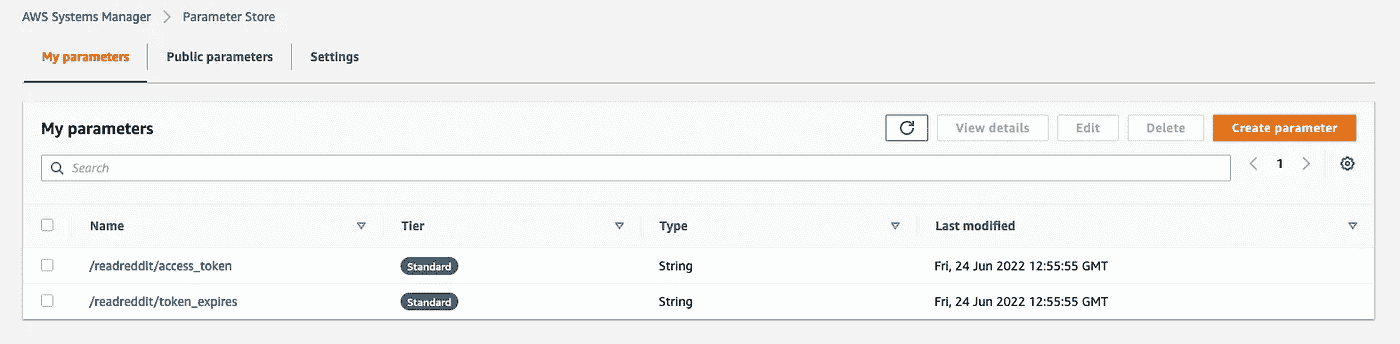 AWS Systems Manager > Parameter Store
My parameters Public parameters Settings
My parameters View details Edit Delete Create parameter
Search 1
Name Tier Type Last modified
/readreddit/access_token Standard String Fri, 24 Jun 2022 12:55:55 GMT
/readreddit/token_expires Standard String Fri, 24 Jun 2022 12:55:55 GMT